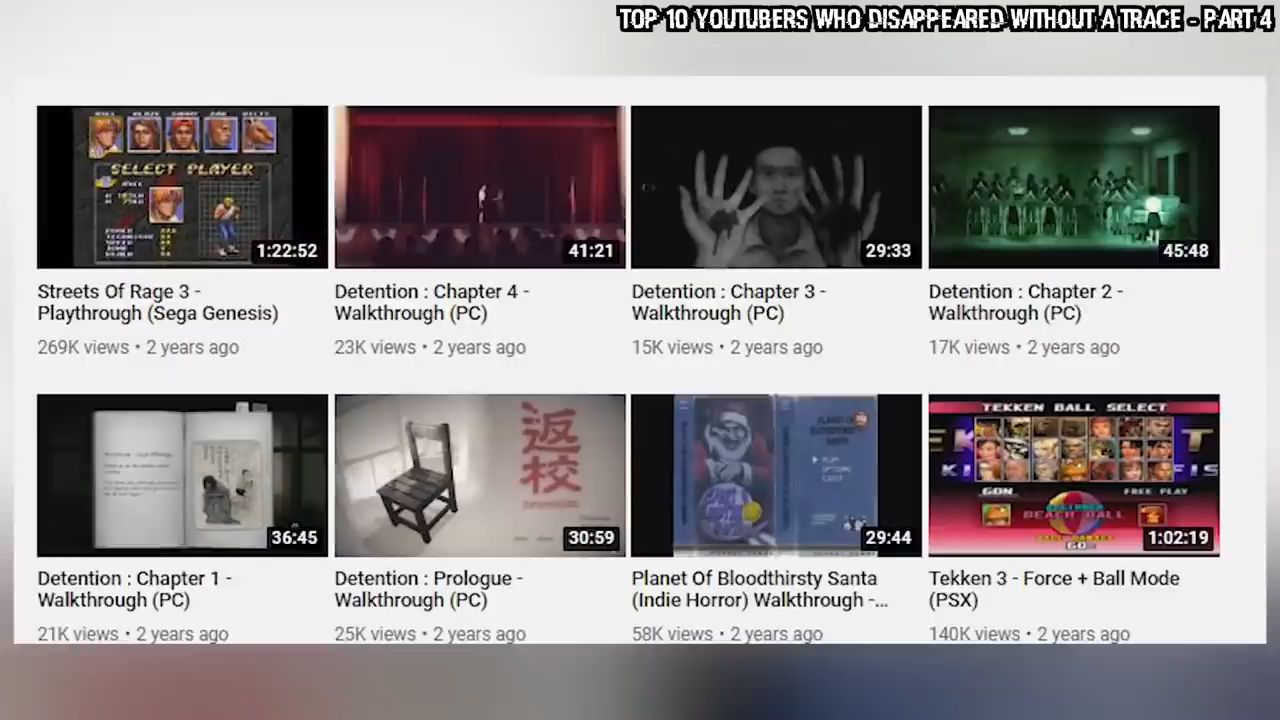 TOP 10 YOUTUBERS WHO DISAPPEARED WITHOUT A TRACE - PART 4
SELECT PLAYER
1:22:52
41:21
29:33
45:48
Streets Of Rage 3 -
Playthrough (Sega Genesis)
269K views • 2 years ago
Detention : Chapter 4 -
Walkthrough (PC)
23K views • 2 years ago
Detention : Chapter 3 -
Walkthrough (PC)
15K views • 2 years ago
Detention : Chapter 2 -
Walkthrough (PC)
17K views • 2 years ago
36:45
返
校
30:59
29:44
TEKKEN BALL SELECT
GON
FREE PLAY
BEACH BALL
1:02:19
Detention : Chapter 1 -
Walkthrough (PC)
21K views • 2 years ago
Detention : Prologue -
Walkthrough (PC)
25K views • 2 years ago
Planet Of Bloodthirsty Santa
(Indie Horror) Walkthrough -...
58K views • 2 years ago
Tekken 3 - Force + Ball Mode
(PSX)
140K views • 2 years ago